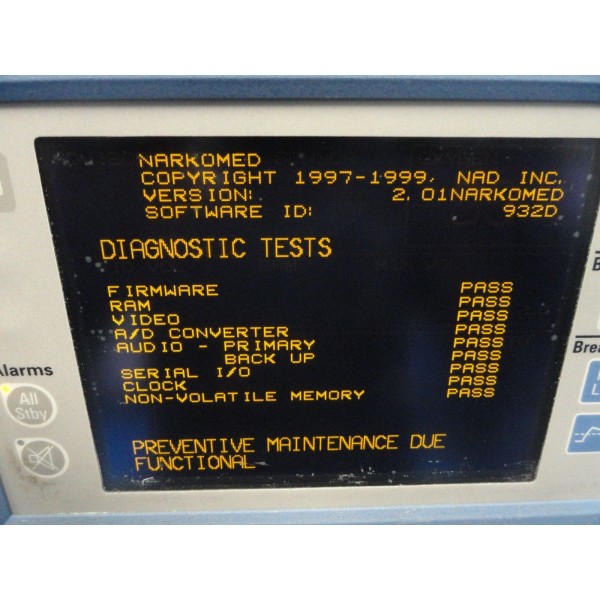 NARKOMED
COPYRIGHT 1997-1999, NAD INC.
VERSION: 2.01NARKOMED
SOFTWARE ID: 932D
DIAGNOSTIC TESTS
FIRMWARE PASS
RAM PASS
VIDEO PASS
A/D CONVERTER PASS
AUDIO - PRIMARY PASS
BACK UP PASS
SERIAL I/O PASS
CLOCK PASS
NON-VOLATILE MEMORY PASS
PREVENTIVE MAINTENANCE DUE
FUNCTIONAL
Alarms
All
Stby
B
Brea
L